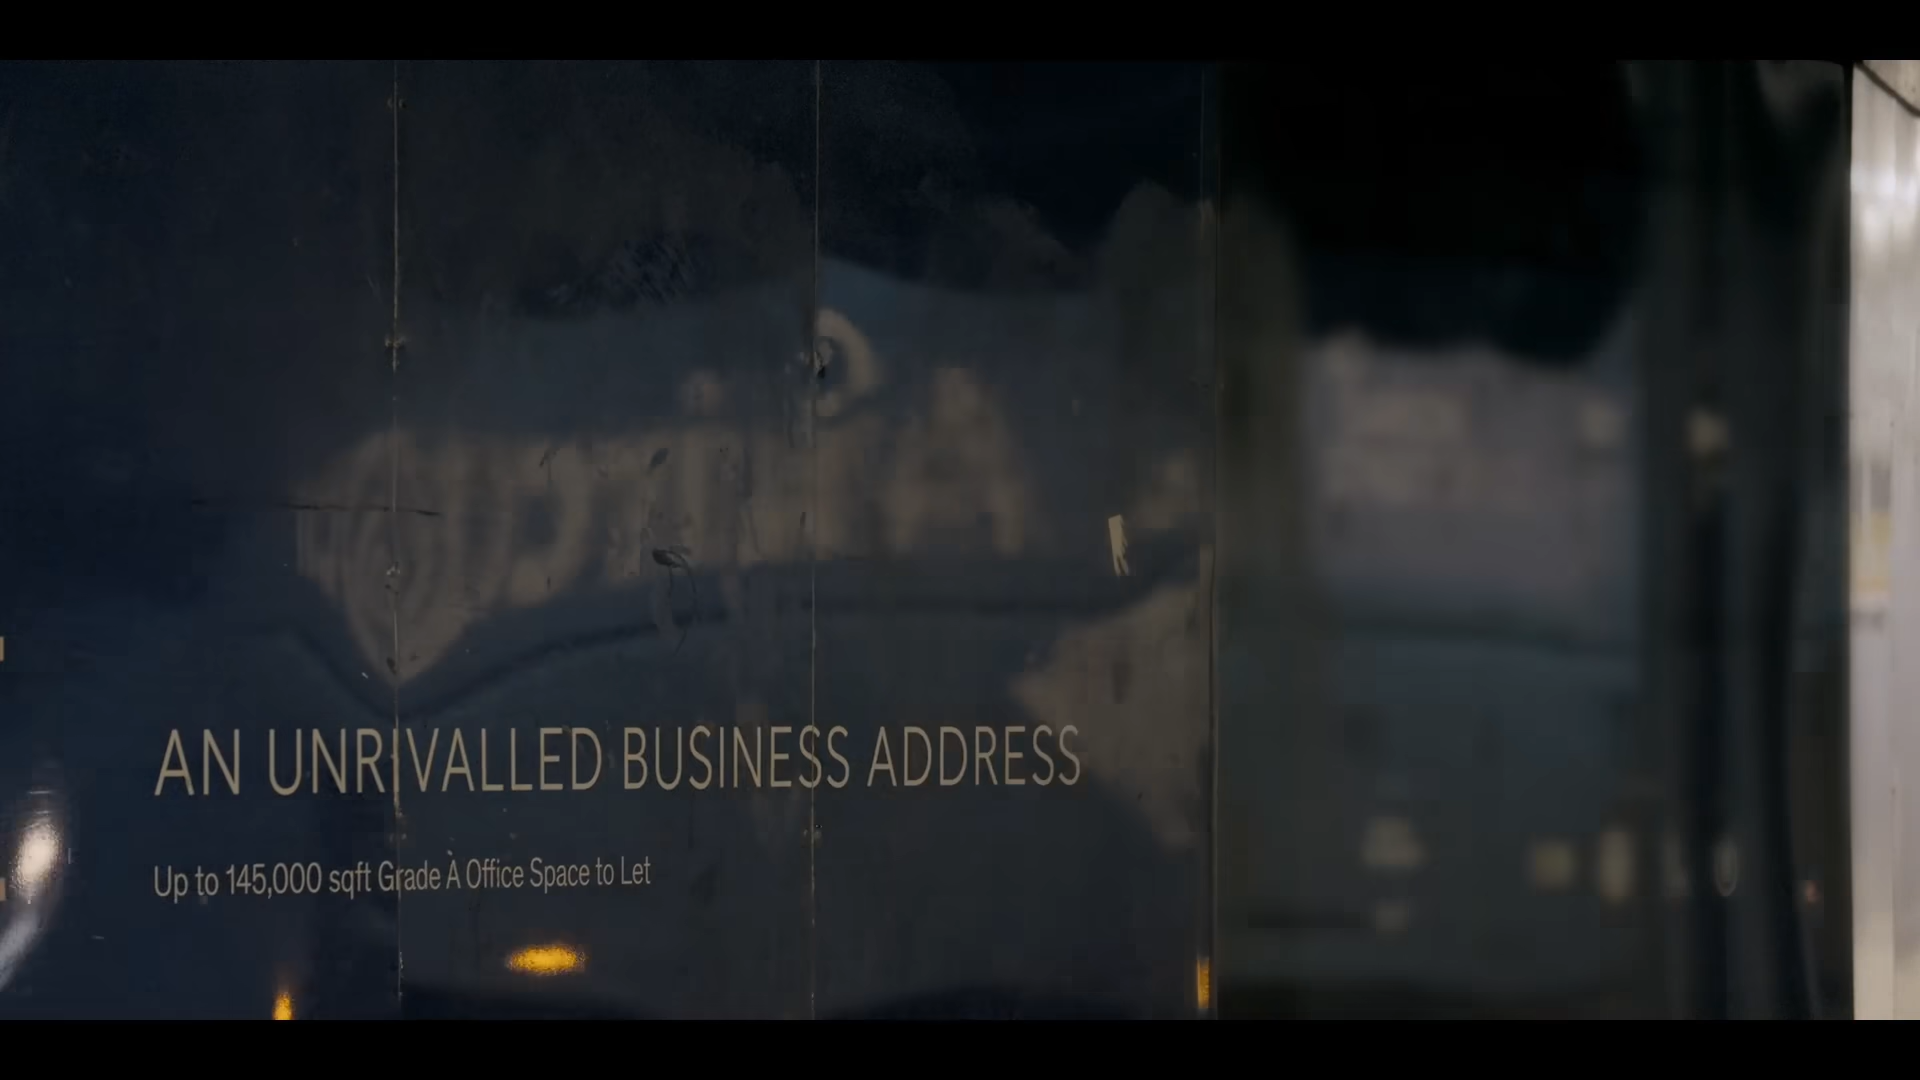 AN UNRIVALLED BUSINESS ADDRESS
Up to 145,000 sqft Grade A Office Space to Let